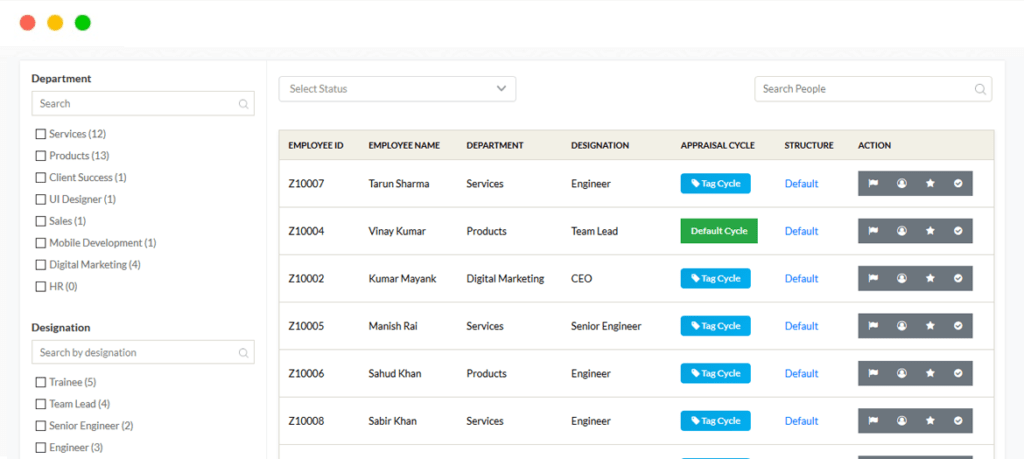 Department
Search
Services (12)
Products (13)
Client Success (1)
UI Designer (1)
Sales (1)
Mobile Development (1)
Digital Marketing (4)
HR (0)
Designation
Search by designation
Trainee (5)
Team Lead (4)
Senior Engineer (2)
Engineer (3)
Select Status
Search People
EMPLOYEE ID EMPLOYEE NAME DEPARTMENT DESIGNATION APPRAISAL CYCLE STRUCTURE ACTION
Z10007 Tarun Sharma Services Engineer Tag Cycle Default
Z10004 Vinay Kumar Products Team Lead Default Cycle Default
Z10002 Kumar Mayank Digital Marketing CEO Tag Cycle Default
Z10005 Manish Rai Services Senior Engineer Tag Cycle Default
Z10006 Sahud Khan Products Engineer Tag Cycle Default
Z10008 Sabir Khan Services Engineer Tag Cycle Default